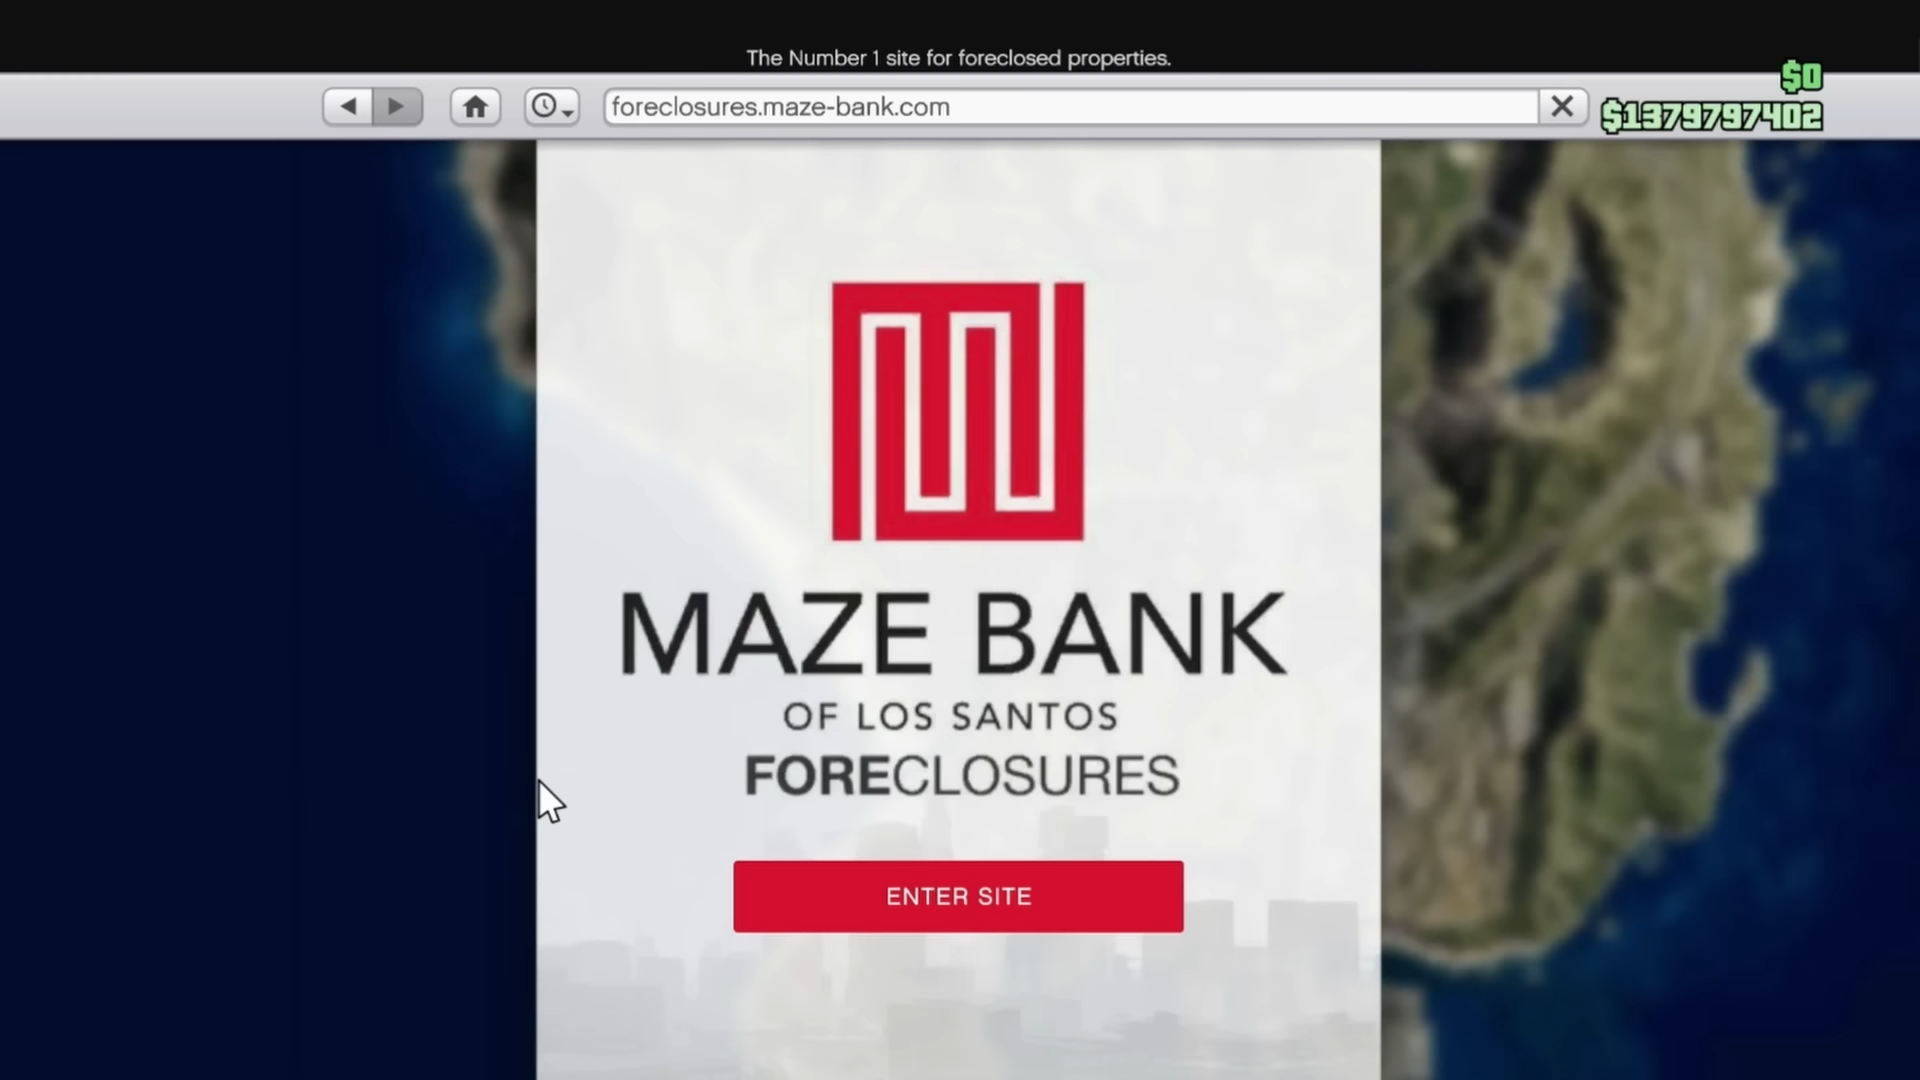 The Number 1 site for foreclosed properties.
$0
foreclosures.maze-bank.com
$1379797402
MAZE BANK
OF LOS SANTOS
FORECLOSURES
ENTER SITE